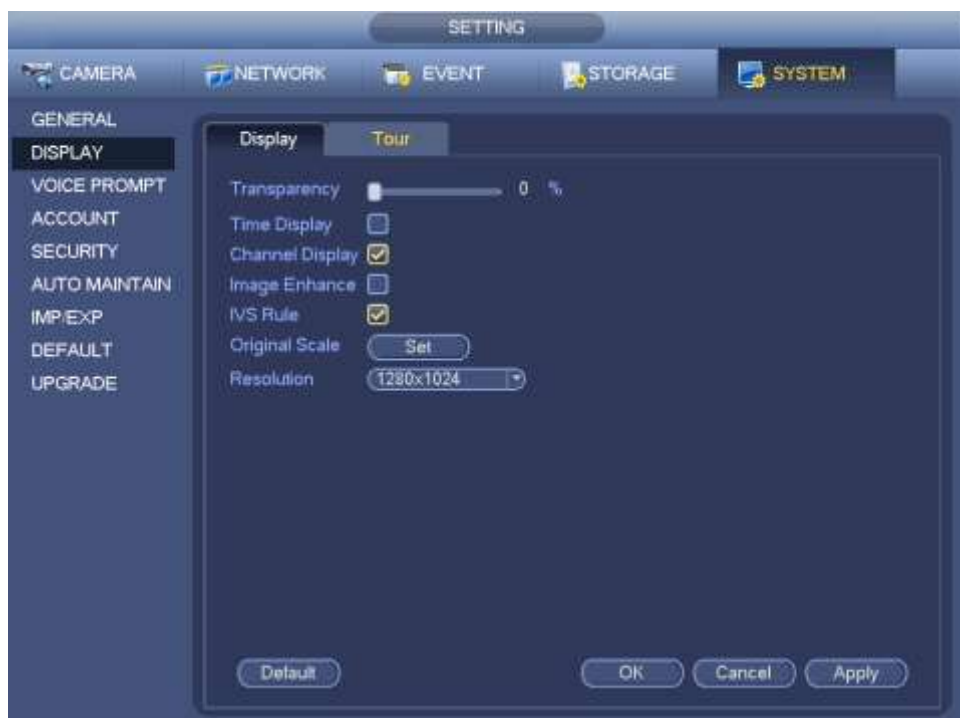 SETTING
CAMERA NETWORK EVENT STORAGE SYSTEM
GENERAL
DISPLAY
VOICE PROMPT
ACCOUNT
SECURITY
AUTO MAINTAIN
IMP/EXP
DEFAULT
UPGRADE
Display Tour
Transparency 0 %
Time Display
Channel Display
Image Enhance
IVS Rule
Original Scale Set
Resolution 1280x1024
Default OK Cancel Apply